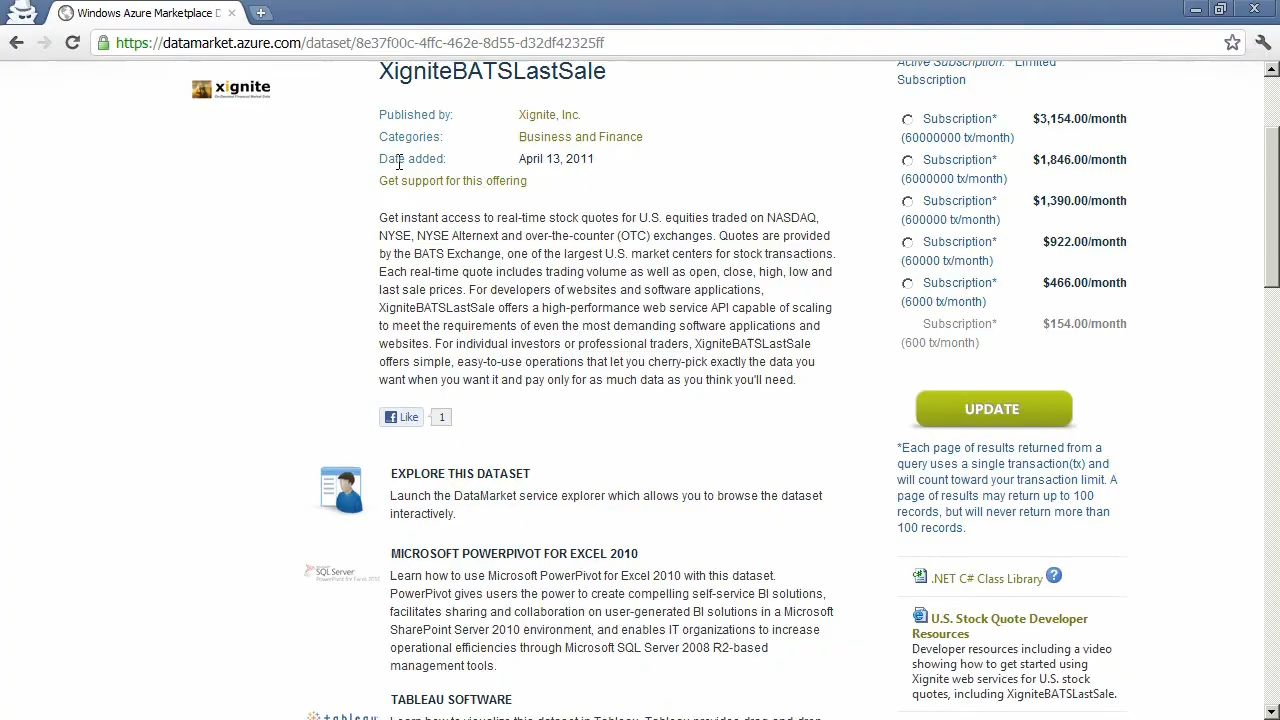 Windows Azure Marketplace D
https://datamarket.azure.com/dataset/8e37f00c-4ffc-462e-8d55-d32df42325ff
xignite
XigniteBATSLastSale
Published by: Xignite, Inc.
Categories: Business and Finance
Date added: April 13, 2011
Get support for this offering
Get instant access to real-time stock quotes for U.S. equities traded on NASDAQ,
NYSE, NYSE Alternext and over-the-counter (OTC) exchanges. Quotes are provided
by the BATS Exchange, one of the largest U.S. market centers for stock transactions.
Each real-time quote includes trading volume as well as open, close, high, low and
last sale prices. For developers of websites and software applications,
XigniteBATSLastSale offers a high-performance web service API capable of scaling
to meet the requirements of even the most demanding software applications and
websites. For individual investors or professional traders, XigniteBATSLastSale
offers simple, easy-to-use operations that let you cherry-pick exactly the data you
want when you want it and pay only for as much data as you think you'll need.
Like 1
EXPLORE THIS DATASET
Launch the DataMarket service explorer which allows you to browse the dataset
interactively.
SQL Server
PowerPivot for Excel 2010
MICROSOFT POWERPIVOT FOR EXCEL 2010
Learn how to use Microsoft PowerPivot for Excel 2010 with this dataset.
PowerPivot gives users the power to create compelling self-service BI solutions,
facilitates sharing and collaboration on user-generated BI solutions in a Microsoft
SharePoint Server 2010 environment, and enables IT organizations to increase
operational efficiencies through Microsoft SQL Server 2008 R2-based
management tools.
TABLEAU SOFTWARE
Active Subscription: Limited
Subscription
Subscription* $3,154.00/month
(60000000 tx/month)
Subscription* $1,846.00/month
(6000000 tx/month)
Subscription* $1,390.00/month
(600000 tx/month)
Subscription* $922.00/month
(60000 tx/month)
Subscription* $466.00/month
(6000 tx/month)
Subscription* $154.00/month
(600 tx/month)
UPDATE
*Each page of results returned from a
query uses a single transaction(tx) and
will count toward your transaction limit. A
page of results may return up to 100
records, but will never return more than
100 records.
.NET C# Class Library ?
U.S. Stock Quote Developer
Resources
Developer resources including a video
showing how to get started using
Xignite web services for U.S. stock
quotes, including XigniteBATSLastSale.